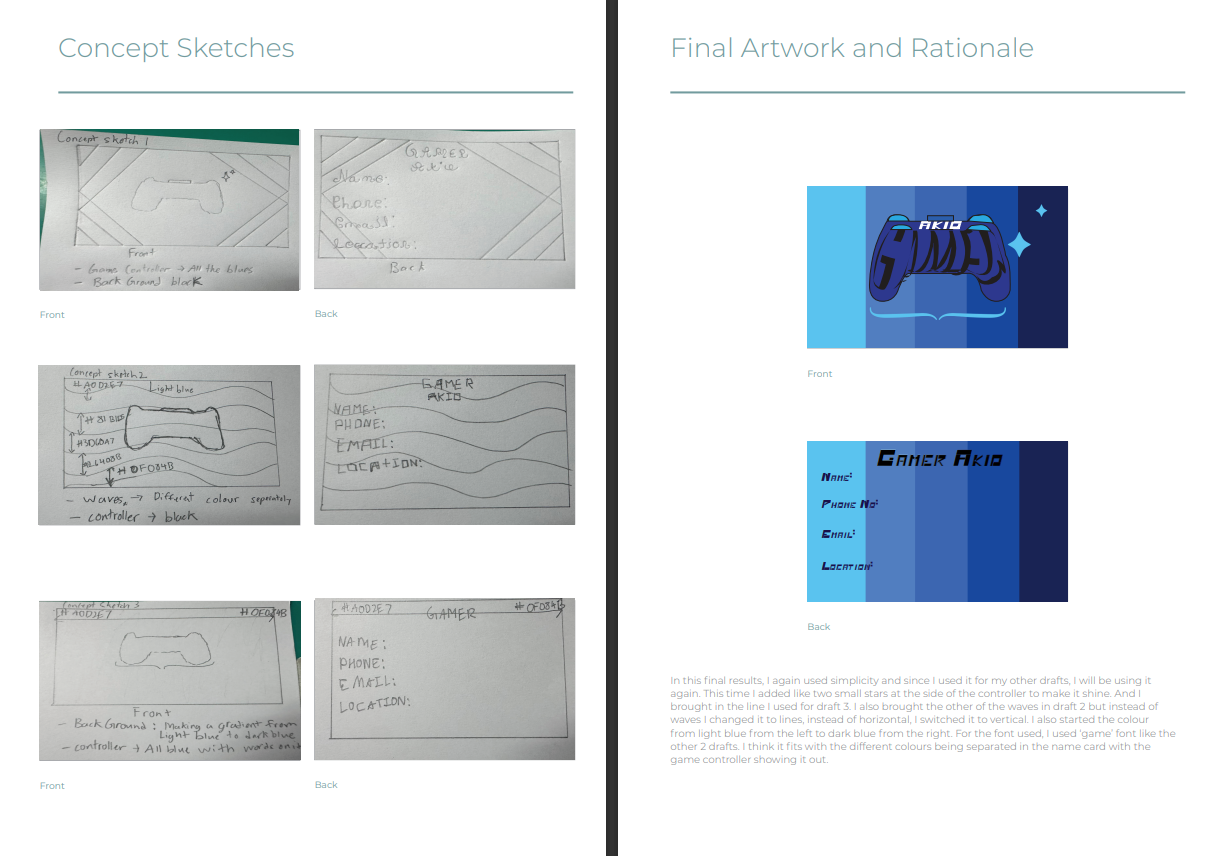 Concept Sketches
Concept sketch 1
Front
- Game Controller → All the blues
- Back Ground black
Front
GAMER
Akio
Name:
Phone:
Email:
Location:
Back
Back
Concept sketch 2
#A0D2E7
Light blue
#3D60A7
#0F084B
- Waves → Different colour seperately
- controller → black
Front
GAMER
AKIO
NAME:
PHONE:
EMAIL:
LOCATION:
Back
Concept Sketch 3
#A0D2E7 #0F084B
Front
- Back Ground: Making a gradient from
Light blue to dark blue
- controller → All blue with words on it
Front
#A0D2E7 GAMER #0F084B
NAME:
PHONE:
EMAIL:
LOCATION:
Back
Final Artwork and Rationale
AKIO
GAMER
Front
GAMER AKIO
NAME:
PHONE NO:
EMAIL:
LOCATION:
Back
In this final results, I again used simplicity and since I used it for my other drafts, I will be using it
again. This time I added like two small stars at the side of the controller to make it shine. And I
brought in the line I used for draft 3. I also brought the other of the waves in draft 2 but instead of
waves I changed it to lines, instead of horizontal, I switched it to vertical. I also started the colour
from light blue from the left to dark blue from the right. For the font used, I used 'game' font like the
other 2 drafts. I think it fits with the different colours being separated in the name card with the
game controller showing it out.